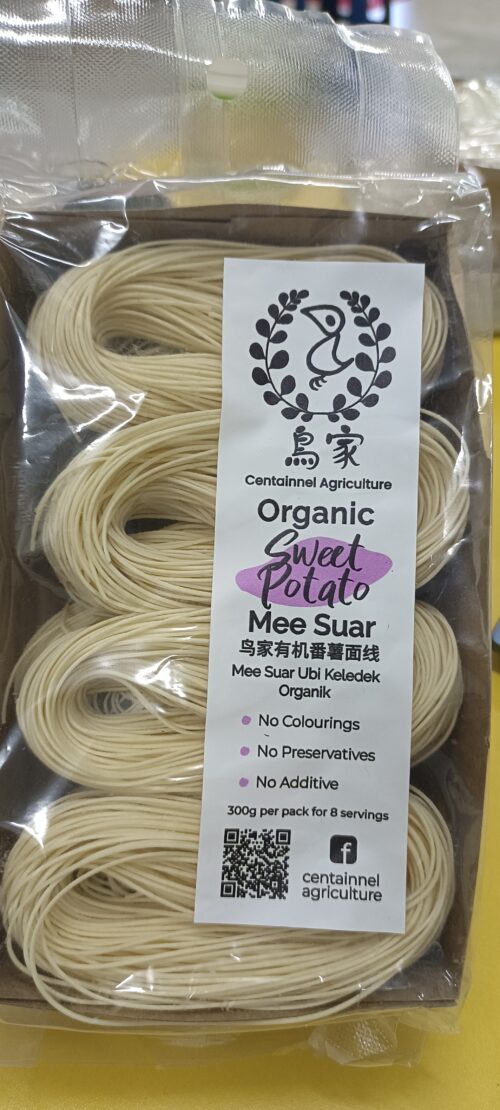 鳥家
Centainnel Agriculture
Organic
Sweet
Potato
Mee Suar
鸟家有机番薯面线
Mee Suar Ubi Keledek
Organik
No Colourings
No Preservatives
No Additive
300g per pack for 8 servings
f
centainnel
agriculture